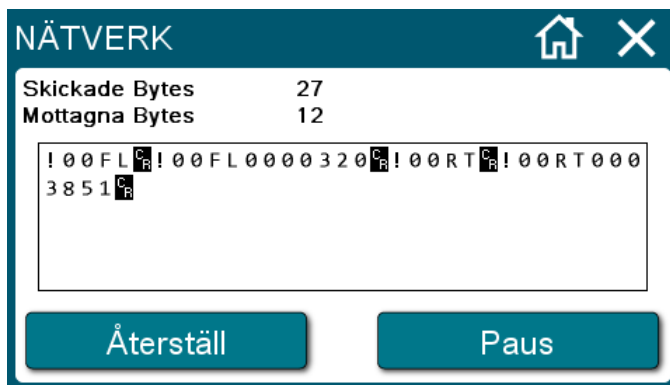 NÄTVERK
Skickade Bytes 27
Mottagna Bytes 12
!00FL␍!00FL0000320␍!00RT␍!00RT000
3851␍
Återställ
Paus